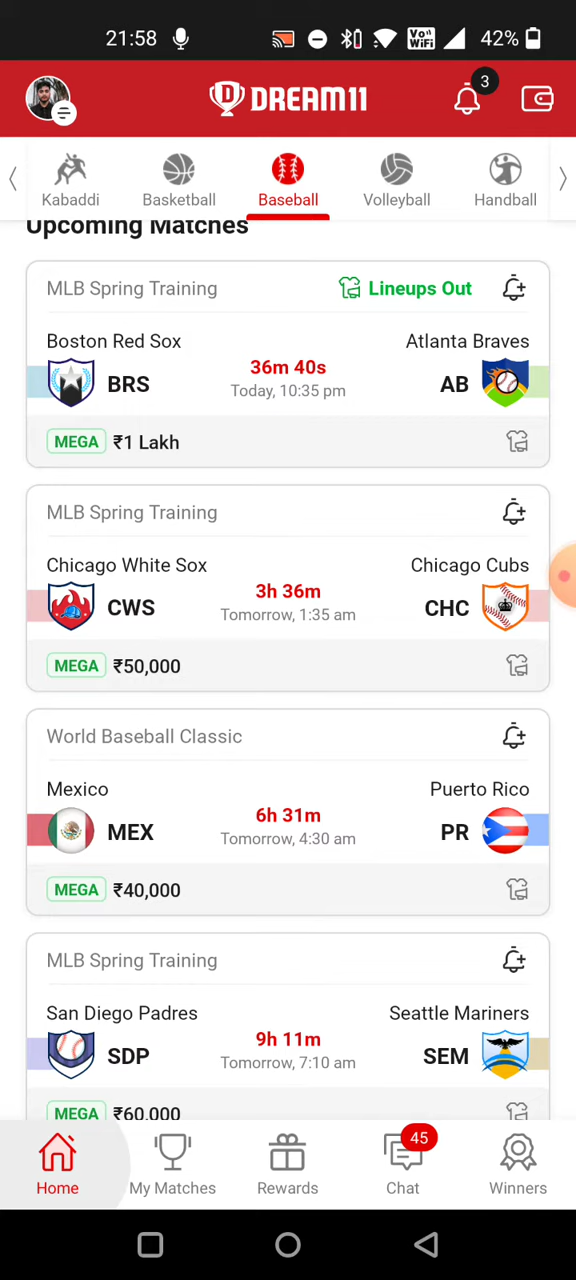 21:58 Vo WiFi 42%
DREAM11 3
Kabaddi Basketball Baseball Volleyball Handball
Upcoming Matches
MLB Spring Training Lineups Out
Boston Red Sox Atlanta Braves
BRS 36m 40s AB
Today, 10:35 pm
MEGA ₹1 Lakh
MLB Spring Training
Chicago White Sox Chicago Cubs
CWS 3h 36m CHC
Tomorrow, 1:35 am
MEGA ₹50,000
World Baseball Classic
Mexico Puerto Rico
MEX 6h 31m PR
Tomorrow, 4:30 am
MEGA ₹40,000
MLB Spring Training
San Diego Padres Seattle Mariners
SDP 9h 11m SEM
Tomorrow, 7:10 am
MEGA ₹60,000
45
Home My Matches Rewards Chat Winners